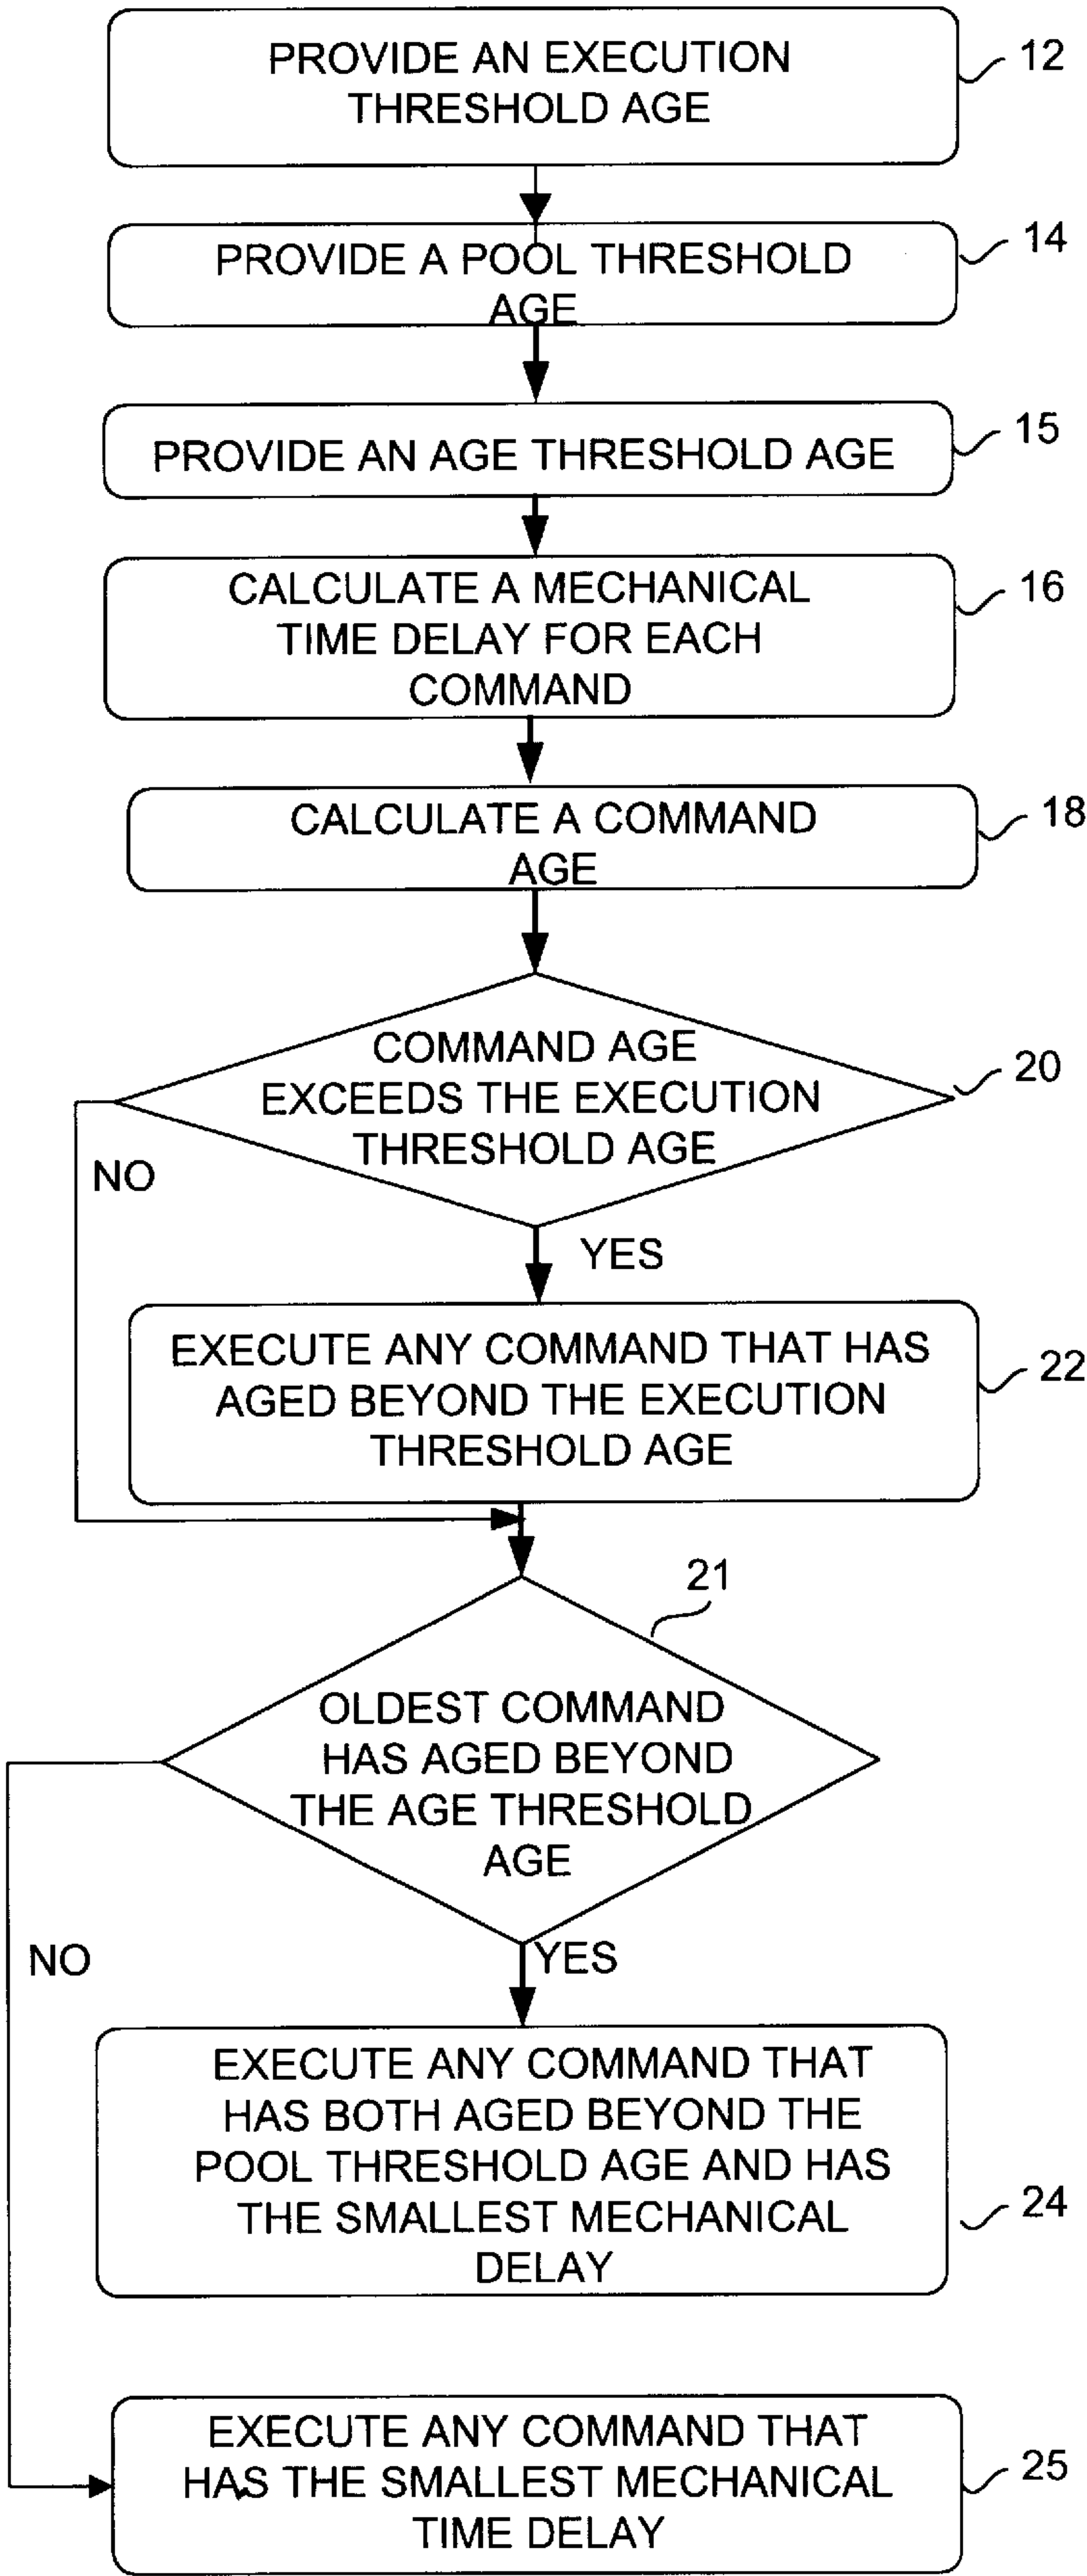 PROVIDE AN EXECUTION
THRESHOLD AGE
12
PROVIDE A POOL THRESHOLD
AGE
14
PROVIDE AN AGE THRESHOLD AGE
15
CALCULATE A MECHANICAL
TIME DELAY FOR EACH
COMMAND
16
CALCULATE A COMMAND
AGE
18
COMMAND AGE
EXCEEDS THE EXECUTION
THRESHOLD AGE
20
NO
YES
EXECUTE ANY COMMAND THAT HAS
AGED BEYOND THE EXECUTION
THRESHOLD AGE
22
21
OLDEST COMMAND
HAS AGED BEYOND
THE AGE THRESHOLD
AGE
NO
YES
EXECUTE ANY COMMAND THAT
HAS BOTH AGED BEYOND THE
POOL THRESHOLD AGE AND HAS
THE SMALLEST MECHANICAL
DELAY
24
EXECUTE ANY COMMAND THAT
HAS THE SMALLEST MECHANICAL
TIME DELAY
25